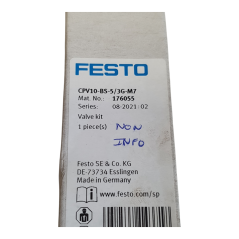 FESTO
CPV10-BS-5/3G-M7
Mat. No.: 176055
Series: 08-2021-02
Valve kit
1 piece(s)
NON
INFO
Festo SE & Co. KG
DE-73734 Esslingen
Made in Germany
www.festo.com/sp